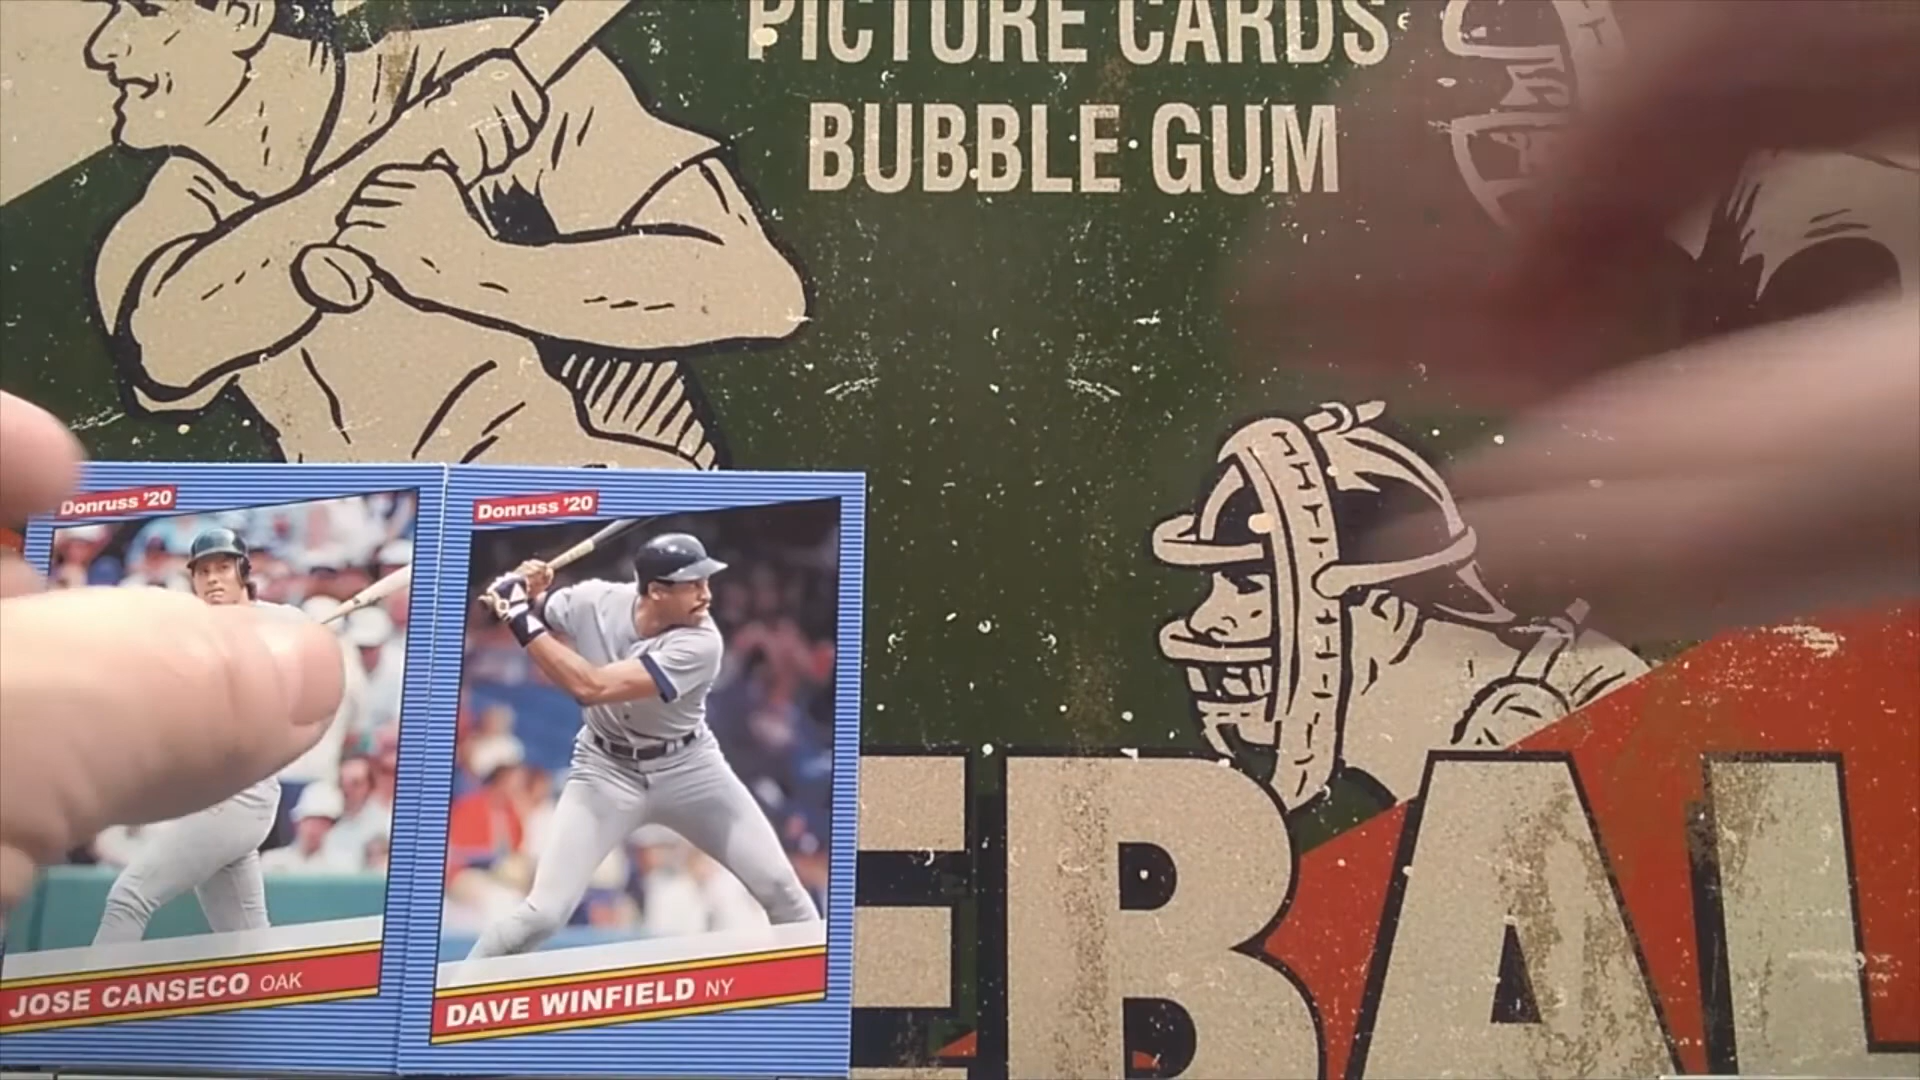 PICTURE CARDS
BUBBLE GUM
Donruss '20
Donruss '20
JOSE CANSECO OAK
DAVE WINFIELD NY
EBAL